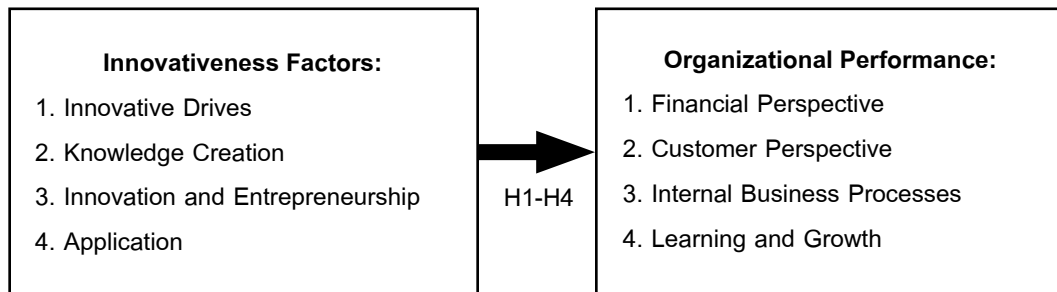 Innovativeness Factors:
1. Innovative Drives
2. Knowledge Creation
3. Innovation and Entrepreneurship
4. Application
H1-H4
Organizational Performance:
1. Financial Perspective
2. Customer Perspective
3. Internal Business Processes
4. Learning and Growth